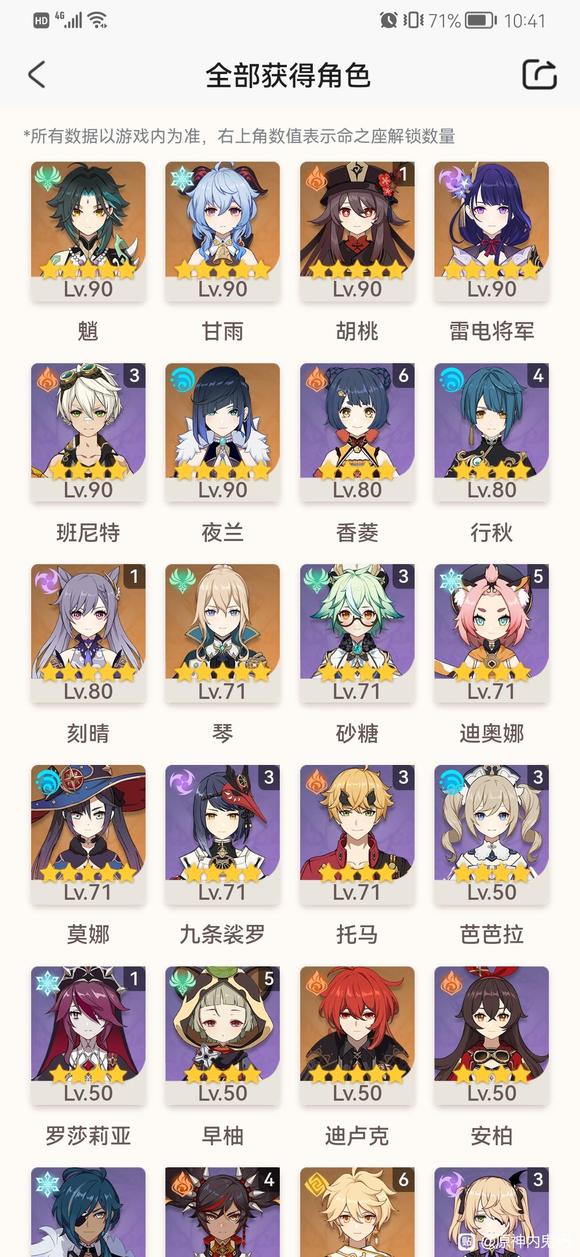 HD 4G 71% 10:41
全部获得角色
*所有数据以游戏内为准，右上角数值表示命之座解锁数量
1
Lv.90 Lv.90 Lv.90 Lv.90
魈 甘雨 胡桃 雷电将军
3 6 4
Lv.90 Lv.90 Lv.80 Lv.80
班尼特 夜兰 香菱 行秋
1 3 5
Lv.80 Lv.71 Lv.71 Lv.71
刻晴 琴 砂糖 迪奥娜
3 3 3
Lv.71 Lv.71 Lv.71 Lv.50
莫娜 九条裟罗 托马 芭芭拉
1 5
Lv.50 Lv.50 Lv.50 Lv.50
罗莎莉亚 早柚 迪卢克 安柏
4 6 3
贴 @原神内鬼